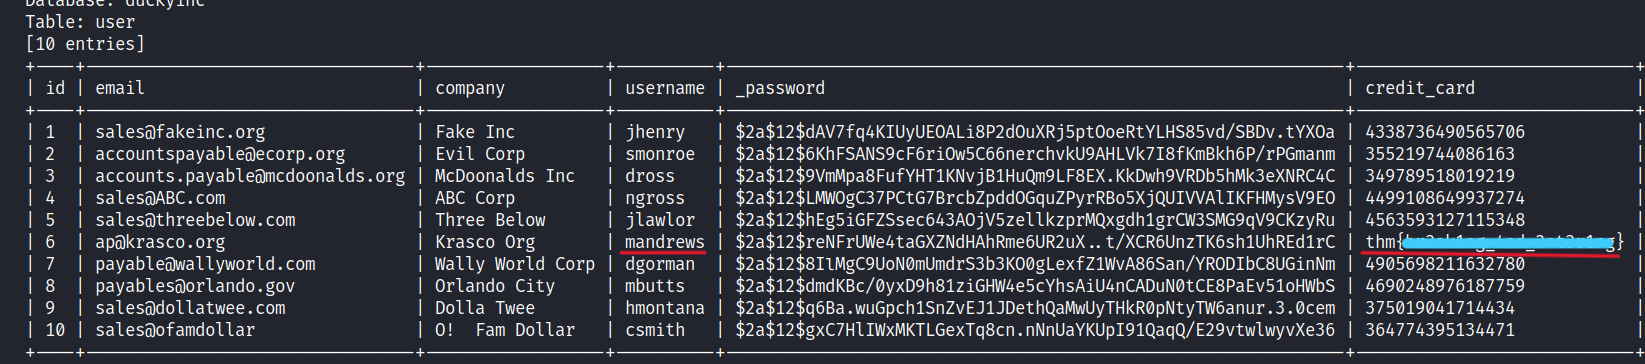 Database: duckyinc
Table: user
[10 entries]
| id | email | company | username | _password | credit_card |
| 1 | sales@fakeinc.org | Fake Inc | jhenry | $2a$12$dAV7fq4KIUyUEOALi8P2dOuXRj5ptOoeRtYLHS85vd/SBDv.tYXOa | 4338736490565706 |
| 2 | accountspayable@ecorp.org | Evil Corp | smonroe | $2a$12$6KhFSANS9cF6riOw5C66nerchvkU9AHLVk7I8fKmBkh6P/rPGmanm | 355219744086163 |
| 3 | accounts.payable@mcdoonalds.org | McDoonalds Inc | dross | $2a$12$9VmMpa8FufYHT1KNvjB1HuQm9LF8EX.KkDwh9VRDb5hMk3eXNRC4C | 349789518019219 |
| 4 | sales@ABC.com | ABC Corp | ngross | $2a$12$LMWOgC37PCtG7BrcbZpddOGquZPyrRBo5XjQUIVVAlIKFHMysV9EO | 4499108649937274 |
| 5 | sales@threebelow.com | Three Below | jlawlor | $2a$12$hEg5iGFZSsec643AOjV5zellkzprMQxgdh1grCW3SMG9qV9CKzyRu | 4563593127115348 |
| 6 | ap@krasco.org | Krasco Org | mandrews | $2a$12$reNFrUWe4taGXZNdHAhRme6UR2uX..t/XCR6UnzTK6sh1UhREd1rC | thm{ } |
| 7 | payable@wallyworld.com | Wally World Corp | dgorman | $2a$12$8IlMgC9UoN0mUmdrS3b3KO0gLexfZ1WvA86San/YRODIbC8UGinNm | 4905698211632780 |
| 8 | payables@orlando.gov | Orlando City | mbutts | $2a$12$dmdKBc/0yxD9h81ziGHW4e5cYhsAiU4nCADuN0tCE8PaEv51oHWbS | 4690248976187759 |
| 9 | sales@dollatwee.com | Dolla Twee | hmontana | $2a$12$q6Ba.wuGpch1SnZvEJ1JDethQaMwUyTHkR0pNtyTW6anur.3.0cem | 375019041714434 |
| 10 | sales@ofamdollar | O!  Fam Dollar | csmith | $2a$12$gxC7HlIWxMKTLGexTq8cn.nNnUaYKUpI91QaqQ/E29vtwlwyvXe36 | 364774395134471 |